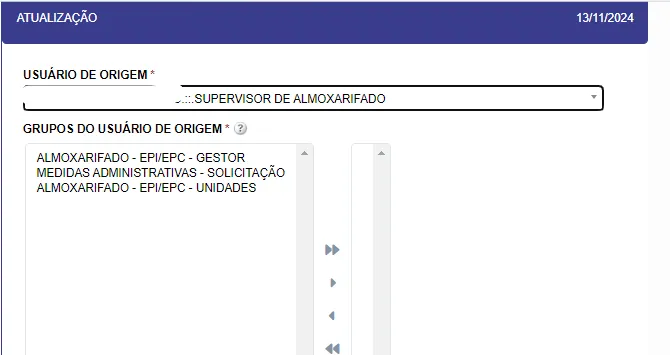 ATUALIZAÇÃO 13/11/2024
USUÁRIO DE ORIGEM *
.:::.SUPERVISOR DE ALMOXARIFADO
GRUPOS DO USUÁRIO DE ORIGEM * ?
ALMOXARIFADO - EPI/EPC - GESTOR
MEDIDAS ADMINISTRATIVAS - SOLICITAÇÃO
ALMOXARIFADO - EPI/EPC - UNIDADES